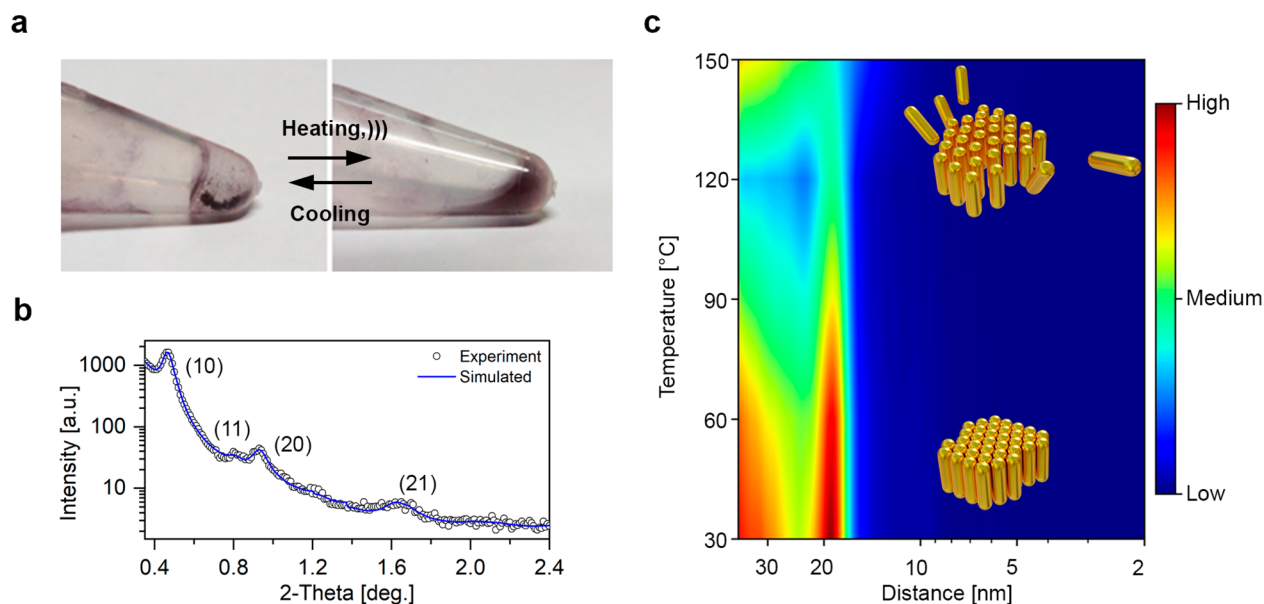 a
Heating,)))
Cooling
b
Intensity [a.u.]
1000
100
10
(10)
(11)
(20)
(21)
Experiment
Simulated
0.4 0.8 1.2 1.6 2.0 2.4
2-Theta [deg.]
c
Temperature [°C]
150
120
90
60
30
30 20 10 5 2
Distance [nm]
High
Medium
Low